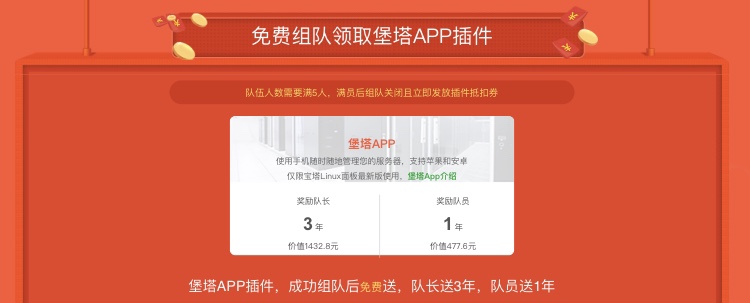 免费组队领取堡塔APP插件
队伍人数需要满5人，满员后组队关闭且立即发放插件抵扣券
堡塔APP
使用手机随时随地管理您的服务器，支持苹果和安卓
仅限宝塔Linux面板最新版使用，堡塔App介绍
奖励队长 奖励队员
3 年 1 年
价值1432.8元 价值477.6元
堡塔APP插件，成功组队后免费送，队长送3年，队员送1年